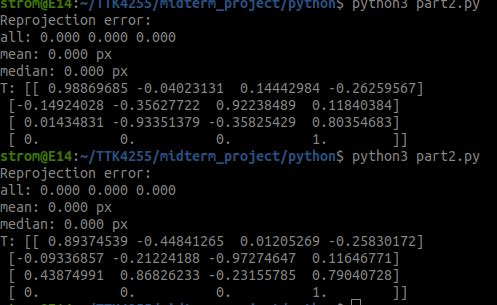 strom@E14:~/TTK4255/midterm_project/python$ python3 part2.py
Reprojection error:
all: 0.000 0.000 0.000
mean: 0.000 px
median: 0.000 px
T: [[ 0.98869685 -0.04023131  0.14442984 -0.26259567]
 [-0.14924028 -0.35627722  0.92238489  0.11840384]
 [ 0.01434831 -0.93351379 -0.35825429  0.80354683]
 [ 0.          0.          0.          1.        ]]
strom@E14:~/TTK4255/midterm_project/python$ python3 part2.py
Reprojection error:
all: 0.000 0.000 0.000
mean: 0.000 px
median: 0.000 px
T: [[ 0.89374539 -0.44841265  0.01205269 -0.25830172]
 [-0.09336857 -0.21224188 -0.97274647  0.11646771]
 [ 0.43874991  0.86826233 -0.23155785  0.79040728]
 [ 0.          0.          0.          1.        ]]